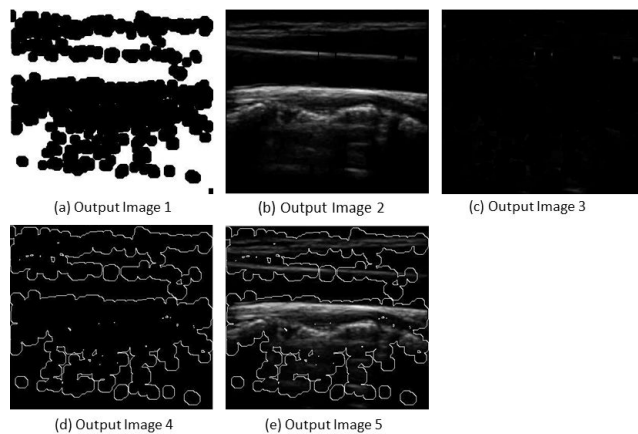 (a) Output Image 1
(b) Output Image 2
(c) Output Image 3
(d) Output Image 4
(e) Output Image 5